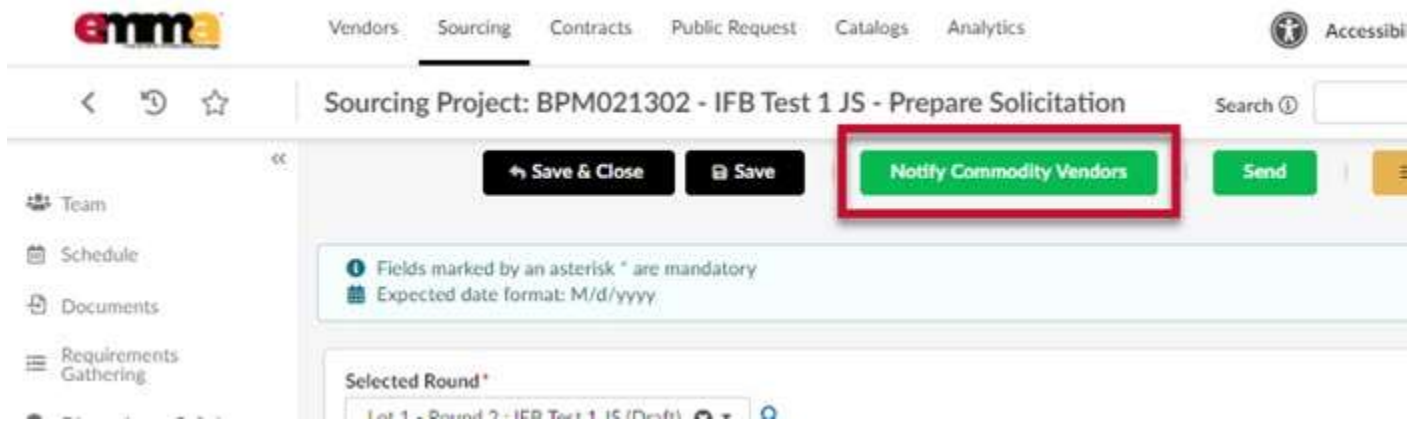 emma
Vendors Sourcing Contracts Public Request Catalogs Analytics Accessibi
Sourcing Project: BPM021302 - IFB Test 1 JS - Prepare Solicitation Search
Save & Close Save Notify Commodity Vendors Send
Team
Schedule
Fields marked by an asterisk * are mandatory
Expected date format: M/d/yyyy
Documents
Requirements
Gathering
Selected Round*
Lot 1 - Round 2 : IFB Test 1 JS (Draft)